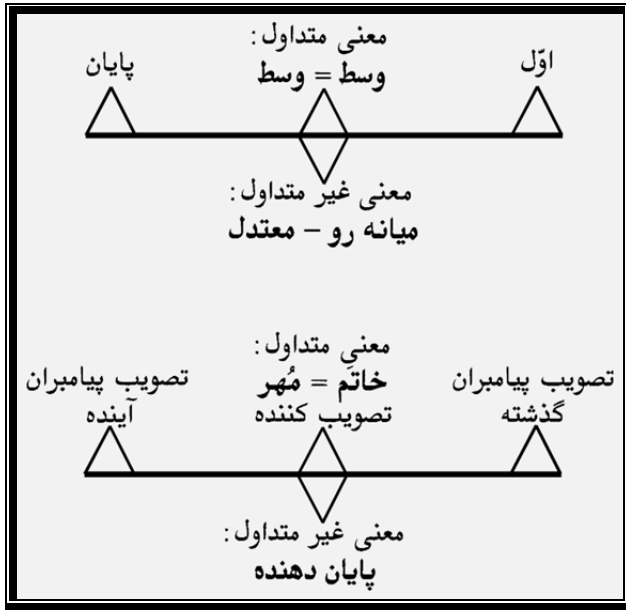 معنی متداول:
اوّل
وسط = وسط
پایان
معنی غیر متداول:
میانه رو – معتدل
معنیِ متداول:
خاتَم = مُهر
تصویب کننده
تصویب پیامبران
گذشته
تصویب پیامبران
آینده
معنی غیر متداول:
پایان دهنده